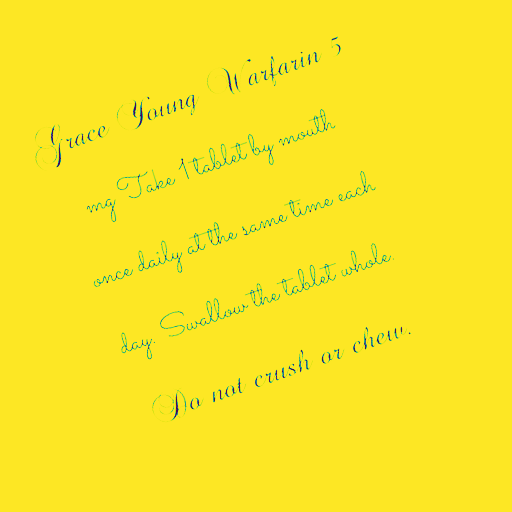 Grace Young Warfarin 5
mg Take 1 tablet by mouth
once daily at the same time each
day. Swallow the tablet whole.
Do not crush or chew.